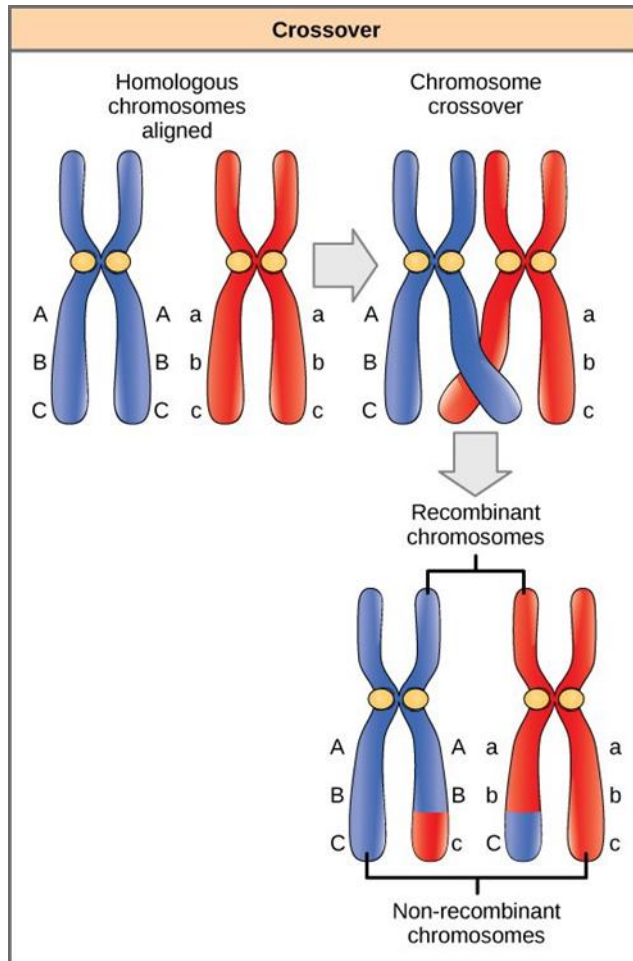 Crossover
Homologous
chromosomes
aligned
Chromosome
crossover
A A a a
B B b b
C C c c
A a
B b
C c
Recombinant
chromosomes
A A a a
B B b b
C c C c
Non-recombinant
chromosomes